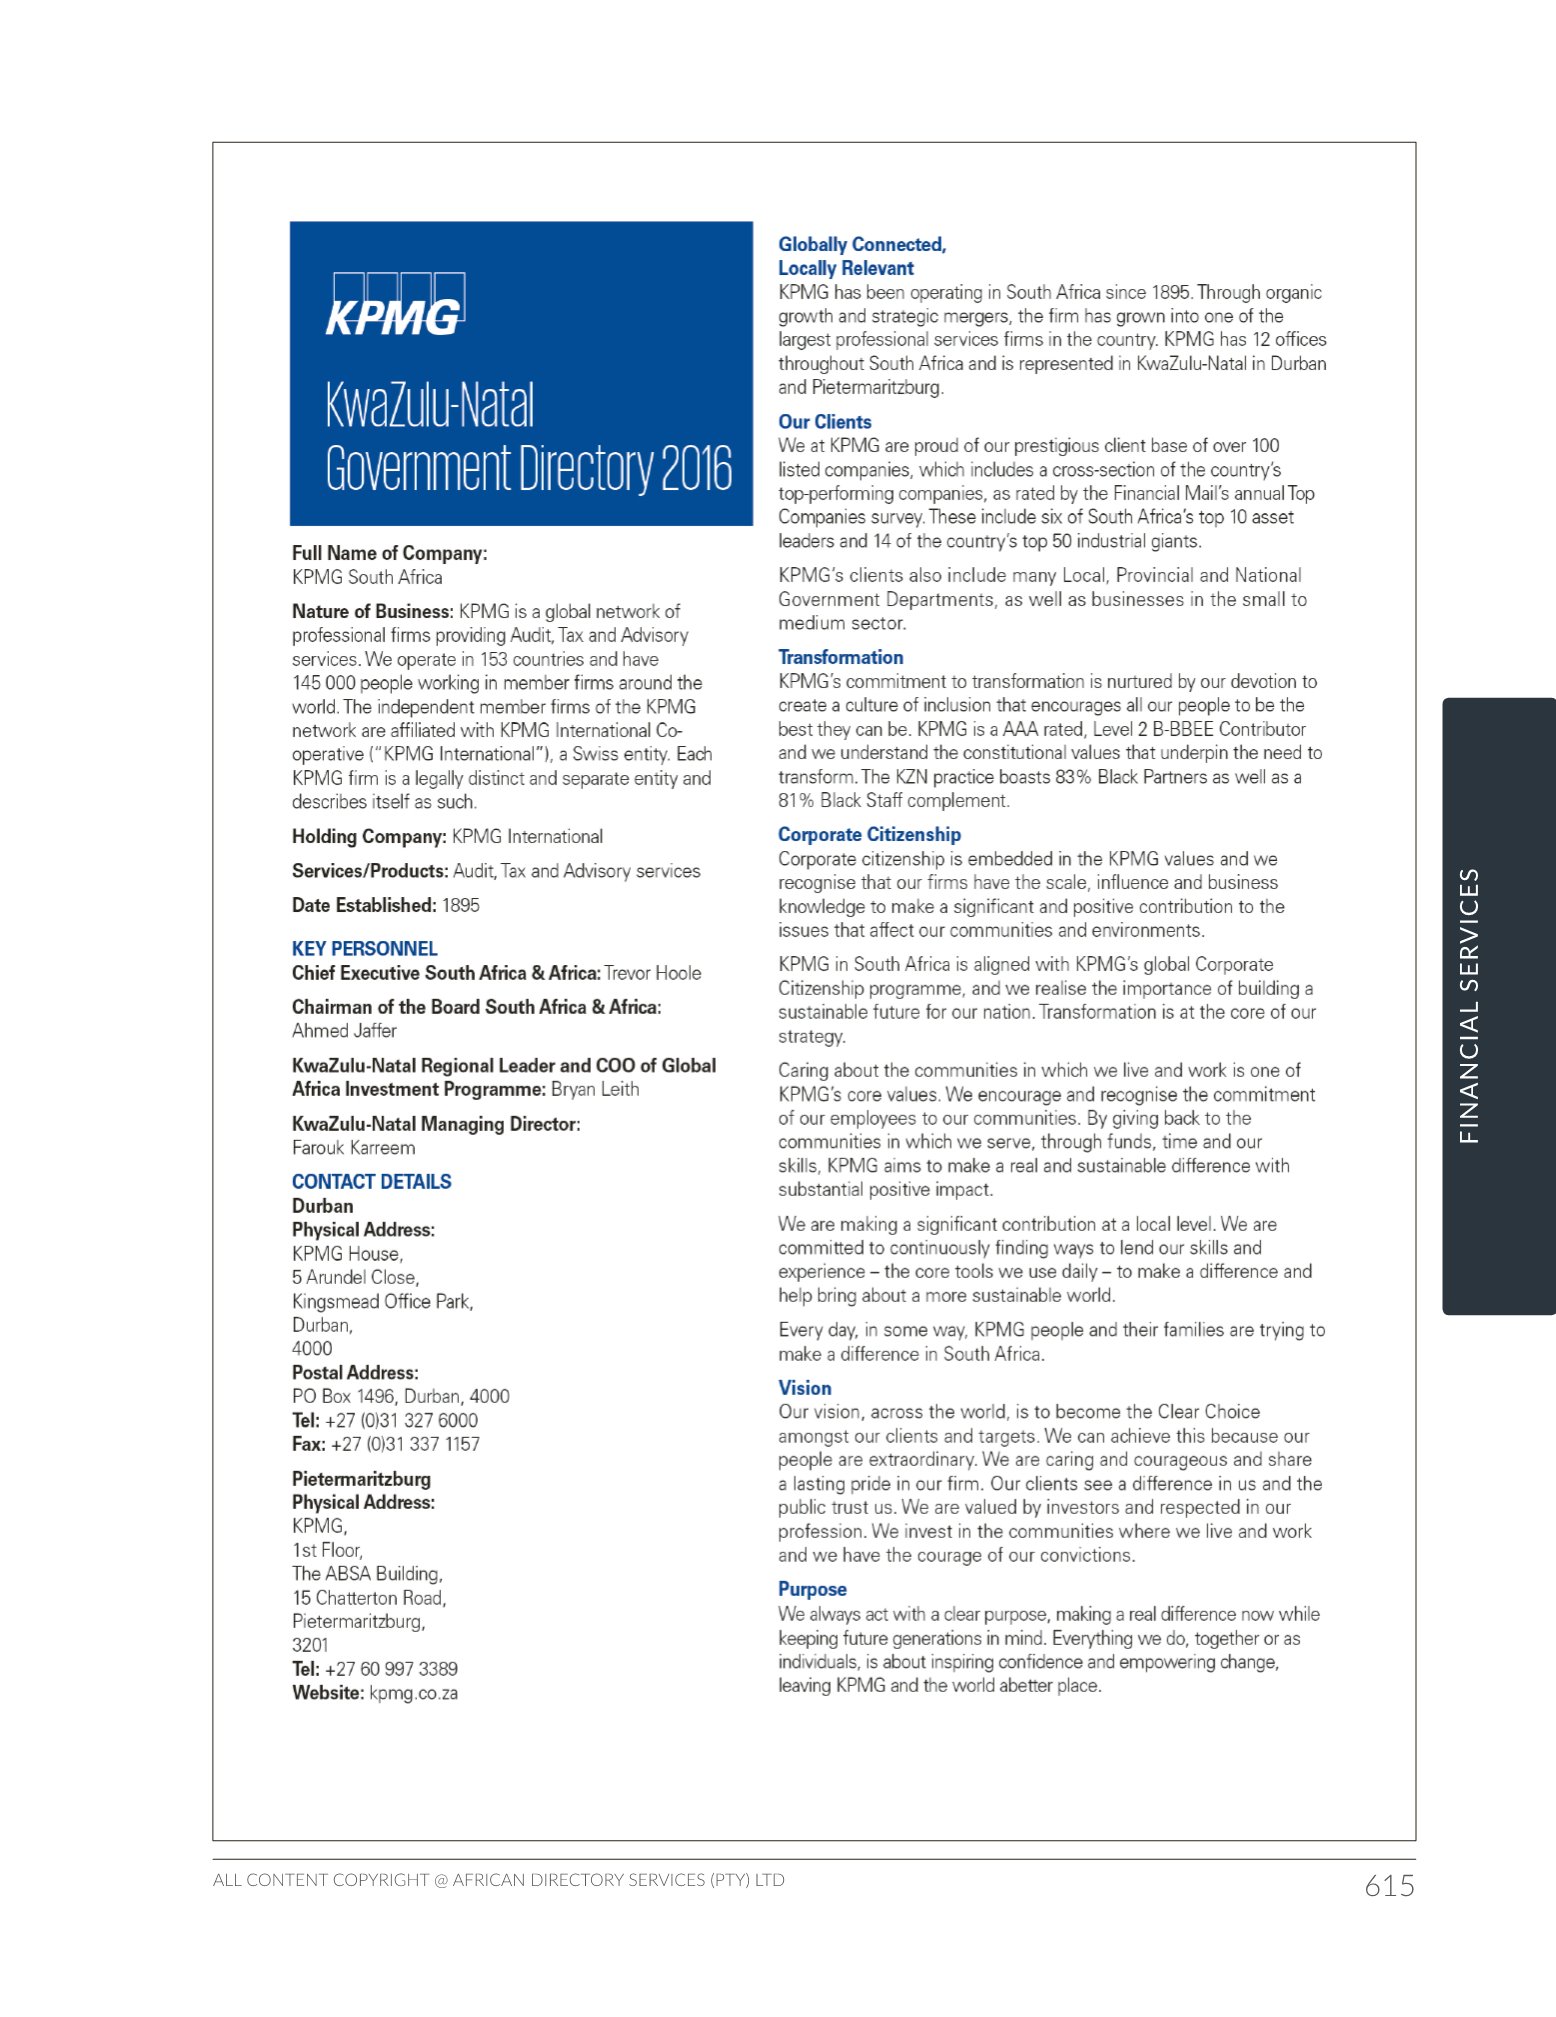 KPMG
KwaZulu-Natal
Government Directory 2016
Full Name of Company:
KPMG South Africa
Nature of Business: KPMG is a global network of
professional firms providing Audit, Tax and Advisory
services. We operate in 153 countries and have
145 000 people working in member firms around the
world. The independent member firms of the KPMG
network are affiliated with KPMG International Co-
operative (“KPMG International”), a Swiss entity. Each
KPMG firm is a legally distinct and separate entity and
describes itself as such.
Holding Company: KPMG International
Services/Products: Audit, Tax and Advisory services
Date Established: 1895
KEY PERSONNEL
Chief Executive South Africa & Africa: Trevor Hoole
Chairman of the Board South Africa & Africa:
Ahmed Jaffer
KwaZulu-Natal Regional Leader and COO of Global
Africa Investment Programme: Bryan Leith
KwaZulu-Natal Managing Director:
Farouk Karreem
CONTACT DETAILS
Durban
Physical Address:
KPMG House,
5 Arundel Close,
Kingsmead Office Park,
Durban,
4000
Postal Address:
PO Box 1496, Durban, 4000
Tel: +27 (0)31 327 6000
Fax: +27 (0)31 337 1157
Pietermaritzburg
Physical Address:
KPMG,
1st Floor,
The ABSA Building,
15 Chatterton Road,
Pietermaritzburg,
3201
Tel: +27 60 997 3389
Website: kpmg.co.za
Globally Connected,
Locally Relevant
KPMG has been operating in South Africa since 1895. Through organic
growth and strategic mergers, the firm has grown into one of the
largest professional services firms in the country. KPMG has 12 offices
throughout South Africa and is represented in KwaZulu-Natal in Durban
and Pietermaritzburg.
Our Clients
We at KPMG are proud of our prestigious client base of over 100
listed companies, which includes a cross-section of the country’s
top-performing companies, as rated by the Financial Mail’s annual Top
Companies survey. These include six of South Africa’s top 10 asset
leaders and 14 of the country’s top 50 industrial giants.
KPMG’s clients also include many Local, Provincial and National
Government Departments, as well as businesses in the small to
medium sector.
Transformation
KPMG’s commitment to transformation is nurtured by our devotion to
create a culture of inclusion that encourages all our people to be the
best they can be. KPMG is a AAA rated, Level 2 B-BBEE Contributor
and we understand the constitutional values that underpin the need to
transform. The KZN practice boasts 83% Black Partners as well as a
81% Black Staff complement.
Corporate Citizenship
Corporate citizenship is embedded in the KPMG values and we
recognise that our firms have the scale, influence and business
knowledge to make a significant and positive contribution to the
issues that affect our communities and environments.
KPMG in South Africa is aligned with KPMG’s global Corporate
Citizenship programme, and we realise the importance of building a
sustainable future for our nation. Transformation is at the core of our
strategy.
Caring about the communities in which we live and work is one of
KPMG’s core values. We encourage and recognise the commitment
of our employees to our communities. By giving back to the
communities in which we serve, through funds, time and our
skills, KPMG aims to make a real and sustainable difference with
substantial positive impact.
We are making a significant contribution at a local level. We are
committed to continuously finding ways to lend our skills and
experience – the core tools we use daily – to make a difference and
help bring about a more sustainable world.
Every day, in some way, KPMG people and their families are trying to
make a difference in South Africa.
Vision
Our vision, across the world, is to become the Clear Choice
amongst our clients and targets. We can achieve this because our
people are extraordinary. We are caring and courageous and share
a lasting pride in our firm. Our clients see a difference in us and the
public trust us. We are valued by investors and respected in our
profession. We invest in the communities where we live and work
and we have the courage of our convictions.
Purpose
We always act with a clear purpose, making a real difference now while
keeping future generations in mind. Everything we do, together or as
individuals, is about inspiring confidence and empowering change,
leaving KPMG and the world abetter place.
FINANCIAL SERVICES
ALL CONTENT COPYRIGHT @ AFRICAN DIRECTORY SERVICES (PTY) LTD
615